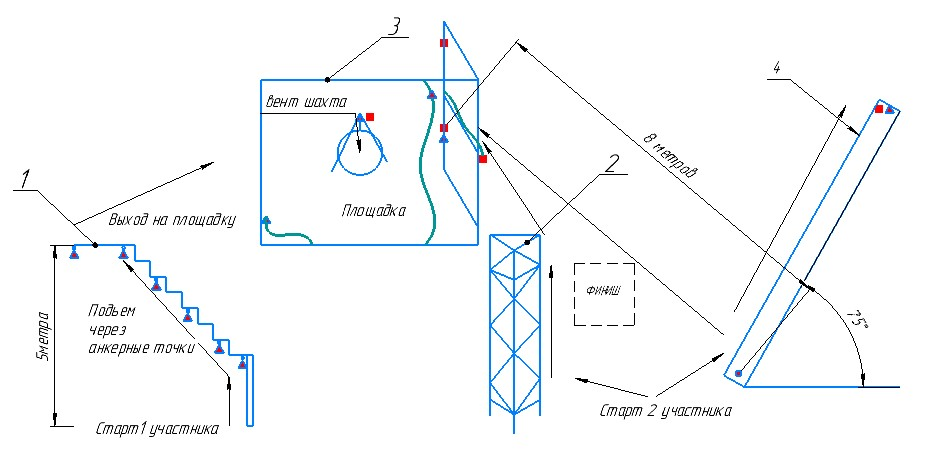 3
4
вент шахта
1
2
8 метров
Выход на площадку
Площадка
ФИНИШ
5метра
Подьем
через
анкерные точки
75°
Старт1 участника
Старт 2 участника